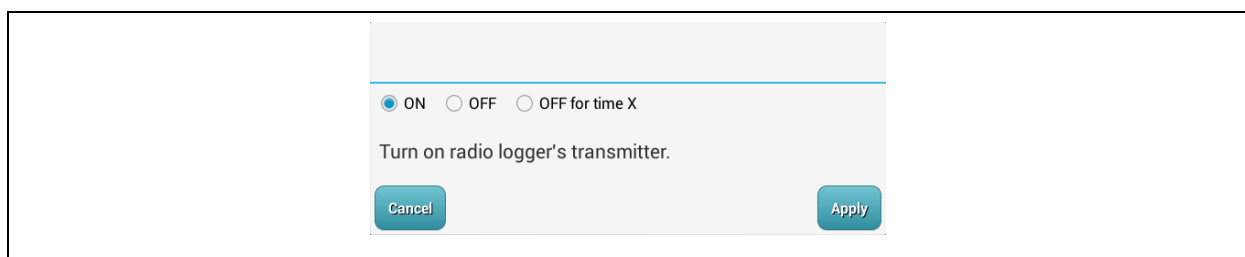 ON OFF OFF for time X
Turn on radio logger's transmitter.
Cancel Apply